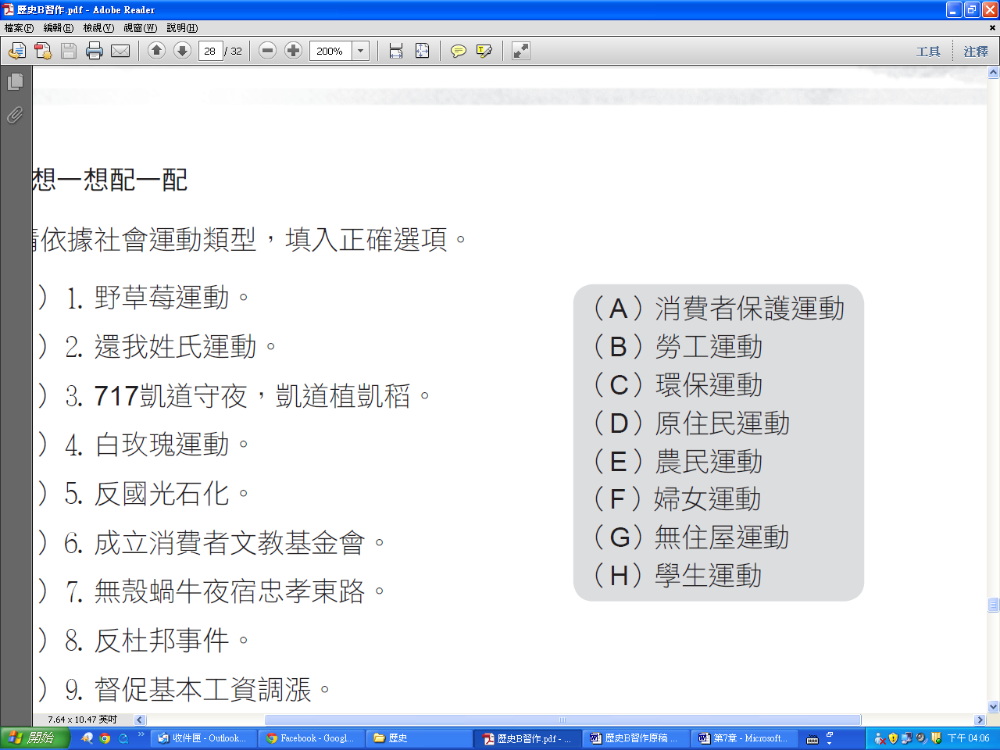 歷史B習作.pdf - Adobe Reader
檔案(F) 編輯(E) 檢視(V) 視窗(W) 說明(H)
28 / 32 200% 工具 注釋
想一想配一配
請依據社會運動類型，填入正確選項。
）1. 野草莓運動。
）2. 還我姓氏運動。
）3. 717凱道守夜，凱道植凱稻。
）4. 白玫瑰運動。
）5. 反國光石化。
）6. 成立消費者文教基金會。
）7. 無殼蝸牛夜宿忠孝東路。
）8. 反杜邦事件。
）9. 督促基本工資調漲。
（A）消費者保護運動
（B）勞工運動
（C）環保運動
（D）原住民運動
（E）農民運動
（F）婦女運動
（G）無住屋運動
（H）學生運動
7.64 x 10.47 英吋
開始 收件匣 - Outlook... Facebook - Googl... 歷史 歷史B習作.pdf - ... 歷史B習作原稿 ... 第7章 - Microsoft... 下午 04:06